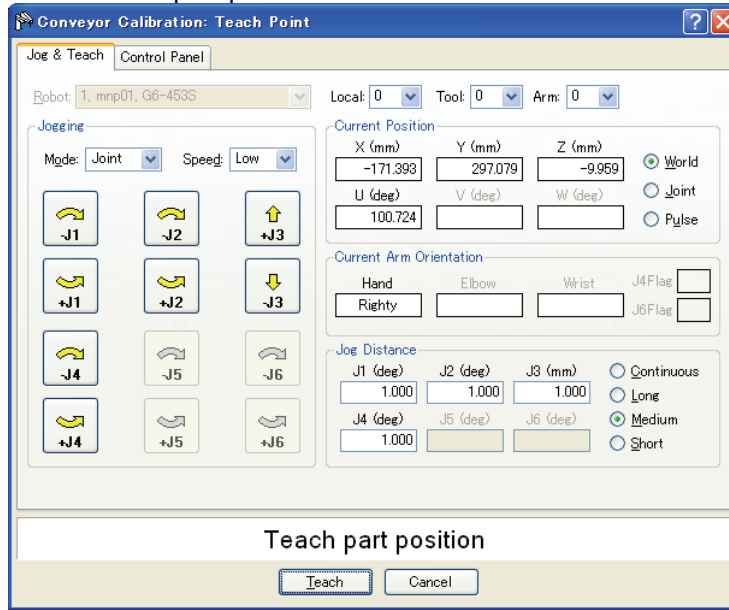 Conveyor Calibration: Teach Point
Jog & Teach Control Panel
Robot: 1, mnp01, G6-453S Local: 0 Tool: 0 Arm: 0
Jogging
Mode: Joint Speed: Low
-J1 -J2 +J3
+J1 +J2 -J3
-J4 -J5 -J6
+J4 +J5 +J6
Current Position
X (mm) Y (mm) Z (mm)
-171.393 297.079 -9.959
World
U (deg) V (deg) W (deg)
Joint
100.724
Pulse
Current Arm Orientation
Hand Elbow Wrist J4Flag
Righty
J6Flag
Jog Distance
J1 (deg) J2 (deg) J3 (mm)
Continuous
1.000 1.000 1.000
Long
J4 (deg) J5 (deg) J6 (deg)
Medium
1.000
Short
Teach part position
Teach Cancel